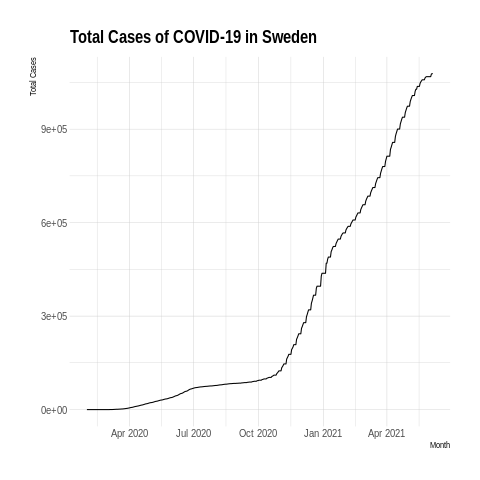 Total Cases of COVID-19 in Sweden
Total Cases
9e+05
6e+05
3e+05
0e+00
Apr 2020 Jul 2020 Oct 2020 Jan 2021 Apr 2021
Month